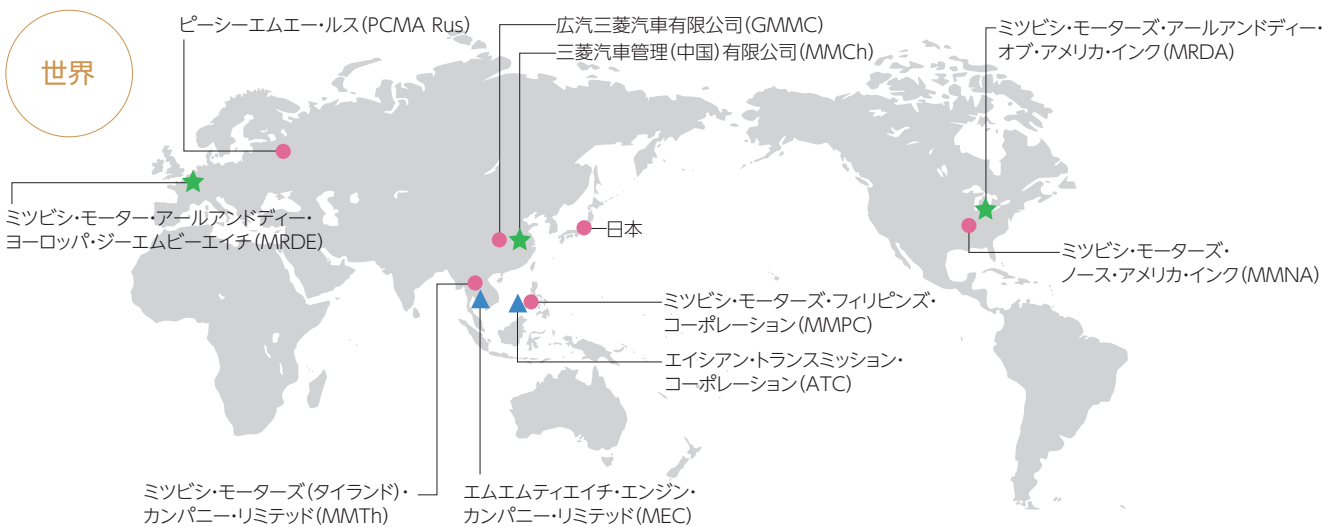 世界
ピーシーエムエー・ルス(PCMA Rus)
広汽三菱汽車有限公司(GMMC)
三菱汽車管理(中国)有限公司(MMCh)
ミツビシ・モーターズ・アールアンドディー・
オブ・アメリカ・インク(MRDA)
ミツビシ・モーター・アールアンドディー・
ヨーロッパ・ジーエムビーエイチ(MRDE)
日本
ミツビシ・モーターズ・
ノース・アメリカ・インク(MMNA)
ミツビシ・モーターズ・フィリピンズ・
コーポレーション(MMPC)
エイシアン・トランスミッション・
コーポレーション(ATC)
ミツビシ・モーターズ(タイランド)・
カンパニー・リミテッド(MMTh)
エムエムティエイチ・エンジン・
カンパニー・リミテッド(MEC)